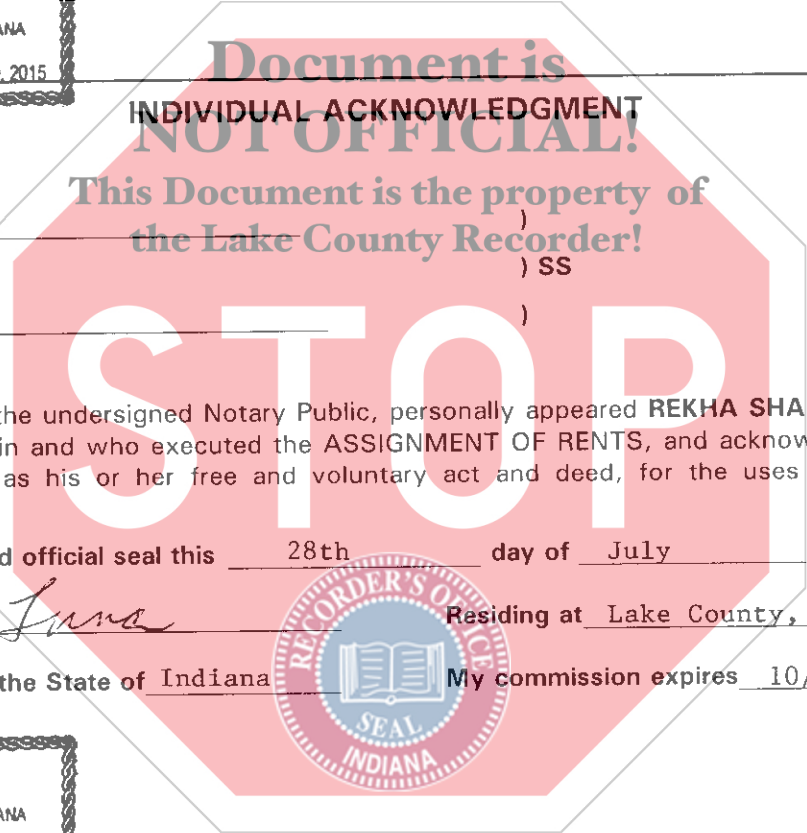 ANA
, 2015
Document is
INDIVIDUAL ACKNOWLEDGMENT
NOT OFFICIAL!
This Document is the property of
)
the Lake County Recorder!
) SS
)
STOP
the undersigned Notary Public, personally appeared REKHA SHA
in and who executed the ASSIGNMENT OF RENTS, and acknow
as his or her free and voluntary act and deed, for the uses
d official seal this 28th day of July
Luna
Residing at Lake County,
the State of Indiana
My commission expires 10/
RECORDER'S OFFICE
SEAL
INDIANA
ANA